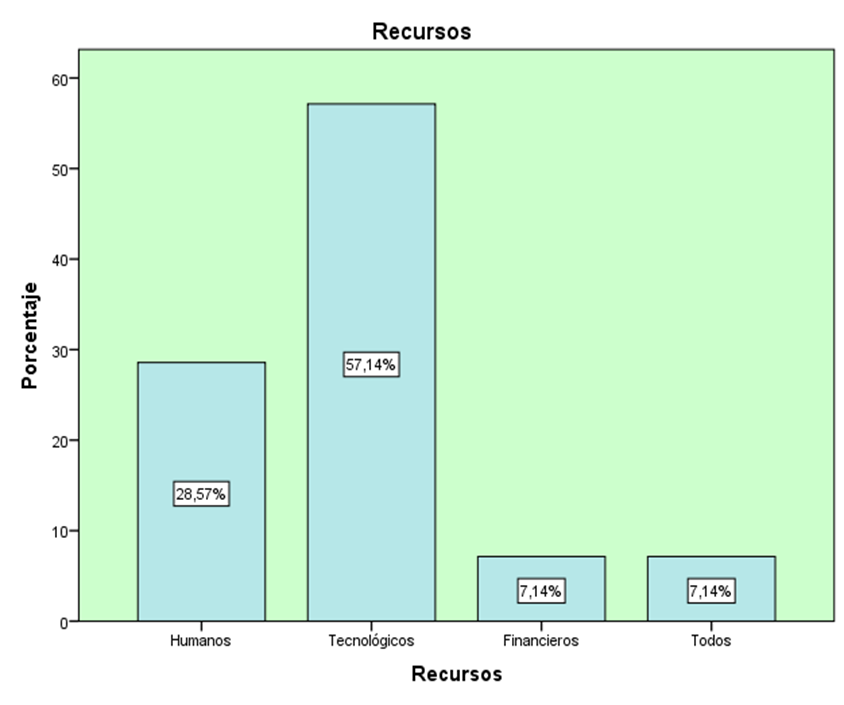 Recursos
Porcentaje
60
50
40
30
20
10
0
57,14%
28,57%
7,14%
7,14%
Humanos
Tecnológicos
Financieros
Todos
Recursos